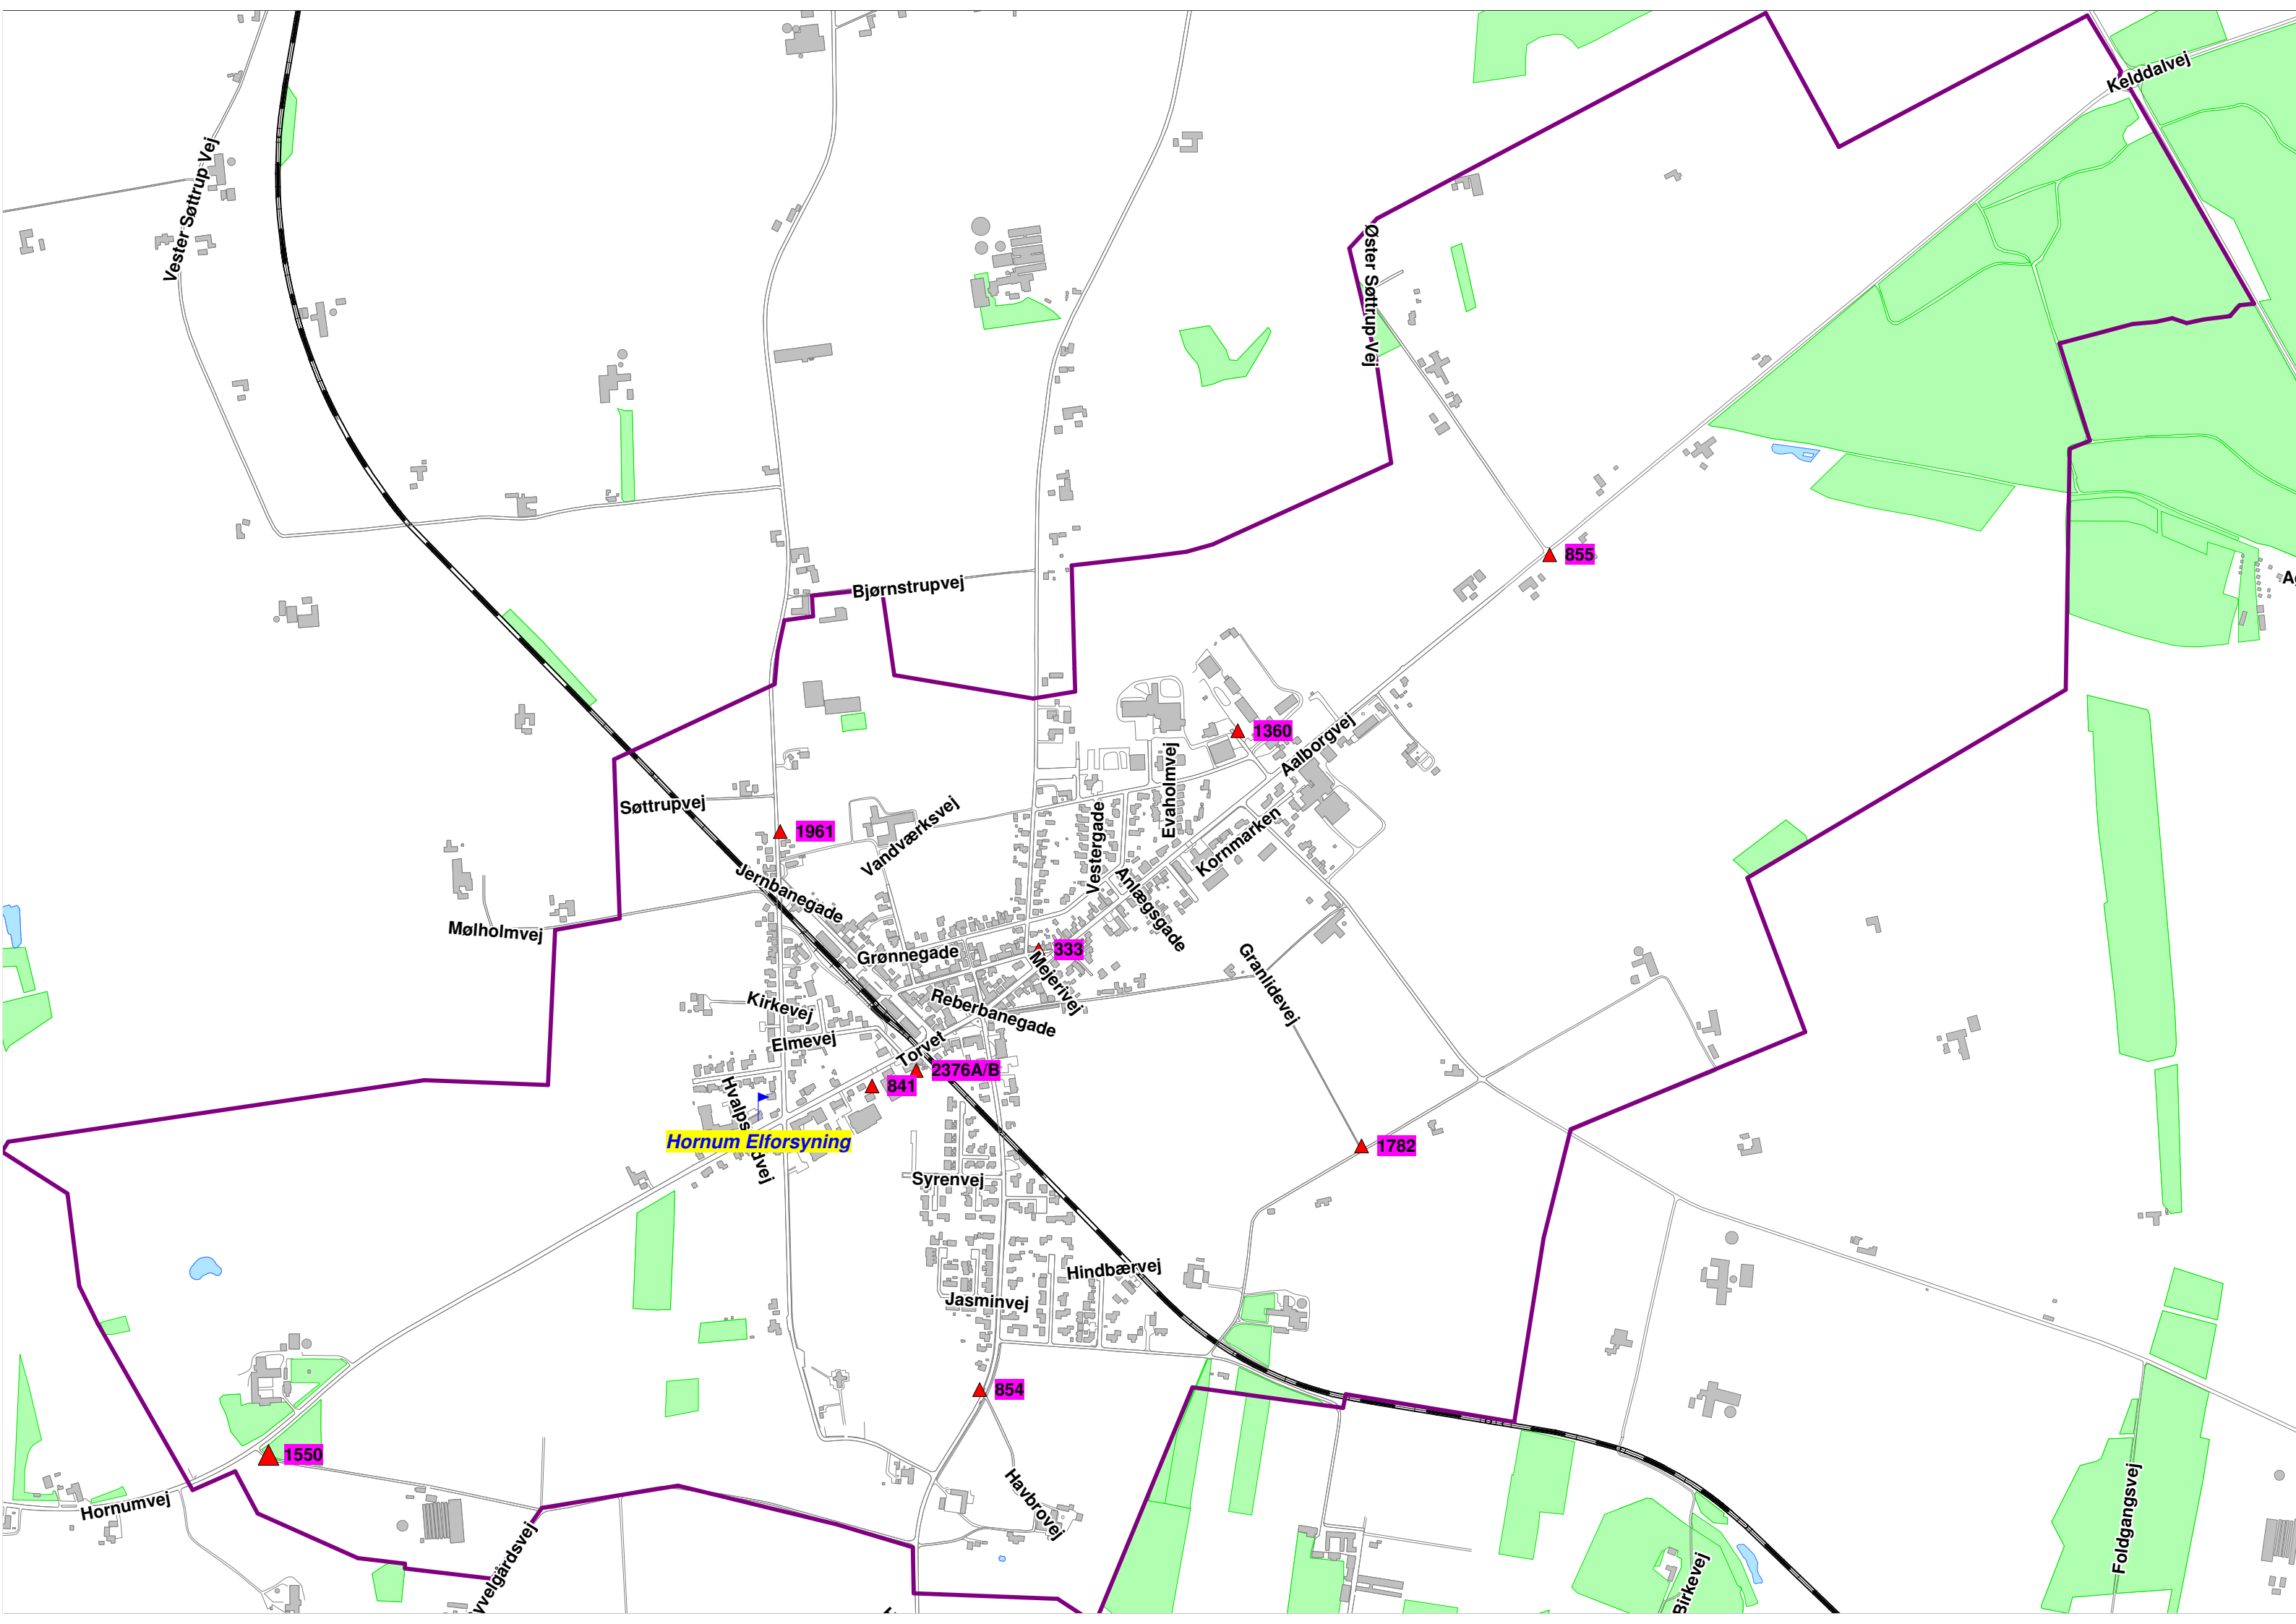 Kelddalvej
Vester Søttrup Vej
Øster Søttrup Vej
855
Bjørnstrupvej
1360
Aalborgvej
Evaholmvej
Søttrupvej
1961
Vandværksvej
Vestergade
Kornmarken
Jernbanegade
Anlægsgade
Mølholmvej
Grønnegade
333
Mejerivej
Granlidevej
Kirkevej
Reberbanegade
Elmevej
Torvet
2376A/B
841
Hornum Elforsyning
1782
Syrenvej
Hindbærvej
Jasminvej
854
1550
Hornumvej
Havbrovej
Foldgangsvej
Birkevej